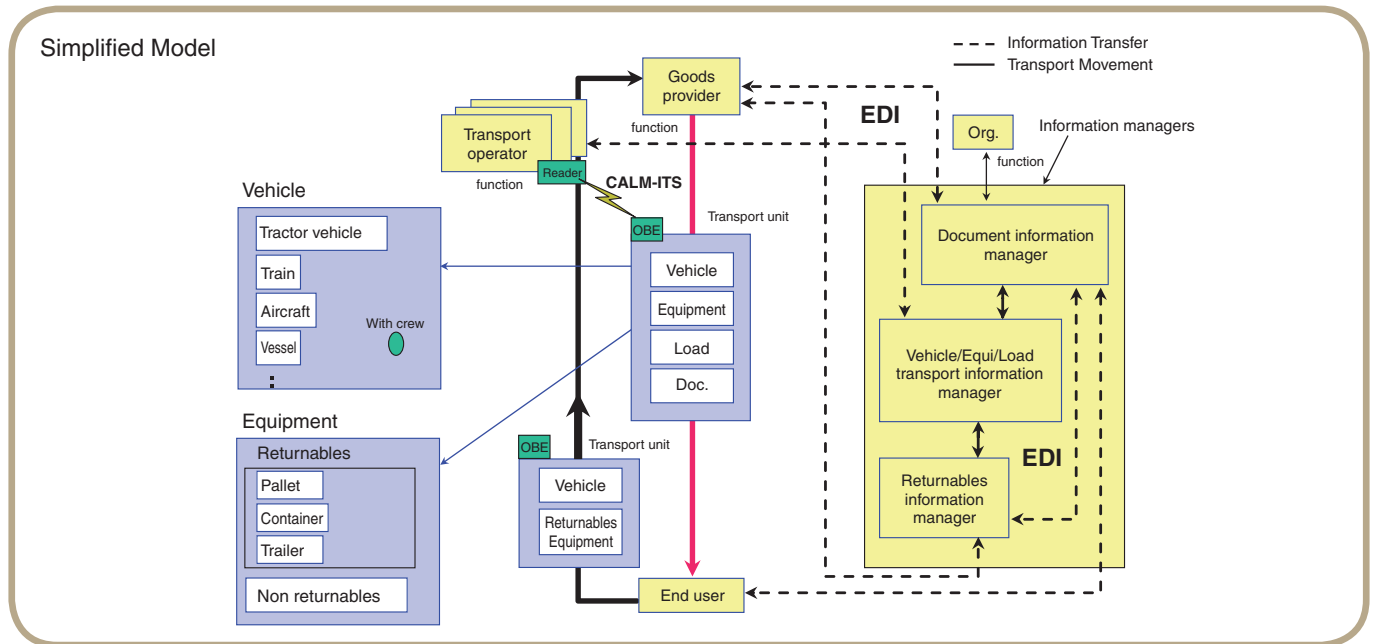 Simplified Model
Information Transfer
Transport Movement
Goods
provider
function
EDI
Org.
function
Information managers
Transport
operator
function
Reader
CALM-ITS
OBE
Transport unit
Vehicle
Equipment
Load
Doc.
Vehicle
Tractor vehicle
Train
Aircraft
Vessel
:
With crew
Equipment
Returnables
Pallet
Container
Trailer
Non returnables
OBE
Transport unit
Vehicle
Returnables
Equipment
End user
Document information
manager
Vehicle/Equi/Load
transport information
manager
EDI
Returnables
information
manager